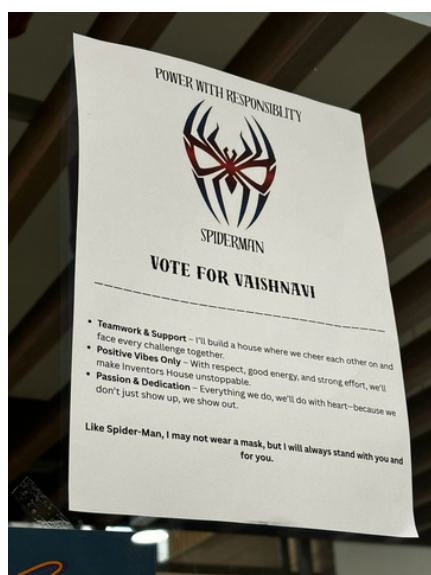 POWER WITH RESPONSIBLITY
SPIDERMAN
VOTE FOR VAISHNAVI
• Teamwork & Support – I'll build a house where we cheer each other on and
face every challenge together.
• Positive Vibes Only – With respect, good energy, and strong effort, we'll
make Inventors House unstoppable.
• Passion & Dedication – Everything we do, we'll do with heart—because we
don't just show up, we show out.
Like Spider-Man, I may not wear a mask, but I will always stand with you and
for you.